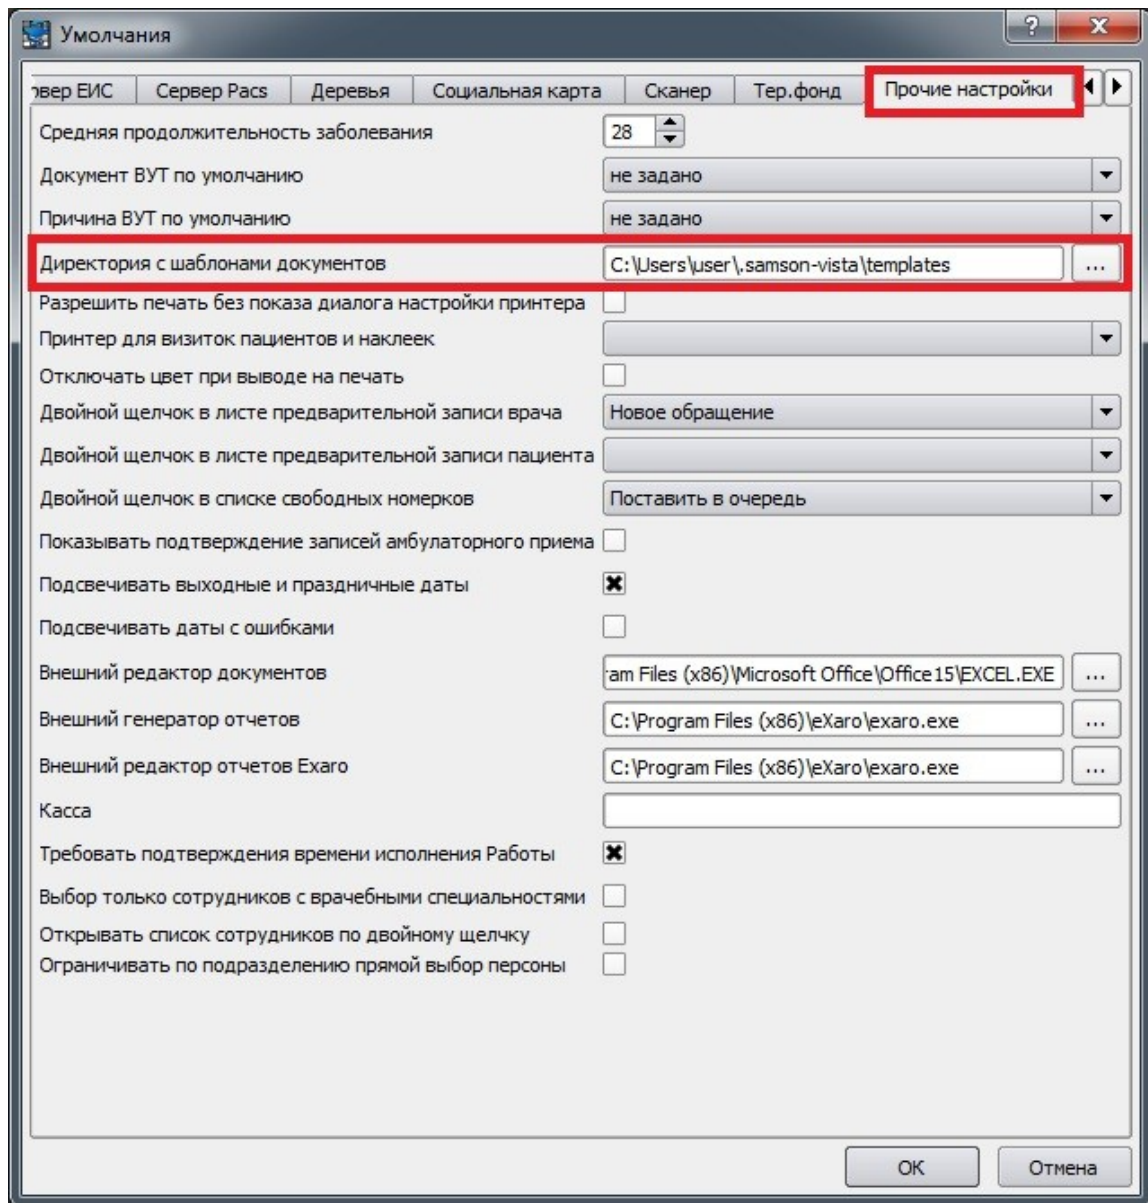 Умолчания
рвер ЕИС Сервер Pacs Деревья Социальная карта Сканер Тер.фонд Прочие настройки
Средняя продолжительность заболевания 28
Документ ВУТ по умолчанию не задано
Причина ВУТ по умолчанию не задано
Директория с шаблонами документов C:\Users\user\.samson-vista\templates ...
Разрешить печать без показа диалога настройки принтера
Принтер для визиток пациентов и наклеек
Отключать цвет при выводе на печать
Двойной щелчок в листе предварительной записи врача Новое обращение
Двойной щелчок в листе предварительной записи пациента
Двойной щелчок в списке свободных номерков Поставить в очередь
Показывать подтверждение записей амбулаторного приема
Подсвечивать выходные и праздничные даты
Подсвечивать даты с ошибками
Внешний редактор документов ram Files (x86)\Microsoft Office\Office15\EXCEL.EXE ...
Внешний генератор отчетов C:\Program Files (x86)\eXaro\exaro.exe ...
Внешний редактор отчетов Exaro C:\Program Files (x86)\eXaro\exaro.exe ...
Касса
Требовать подтверждения времени исполнения Работы
Выбор только сотрудников с врачебными специальностями
Открывать список сотрудников по двойному щелчку
Ограничивать по подразделению прямой выбор персоны
ОК Отмена